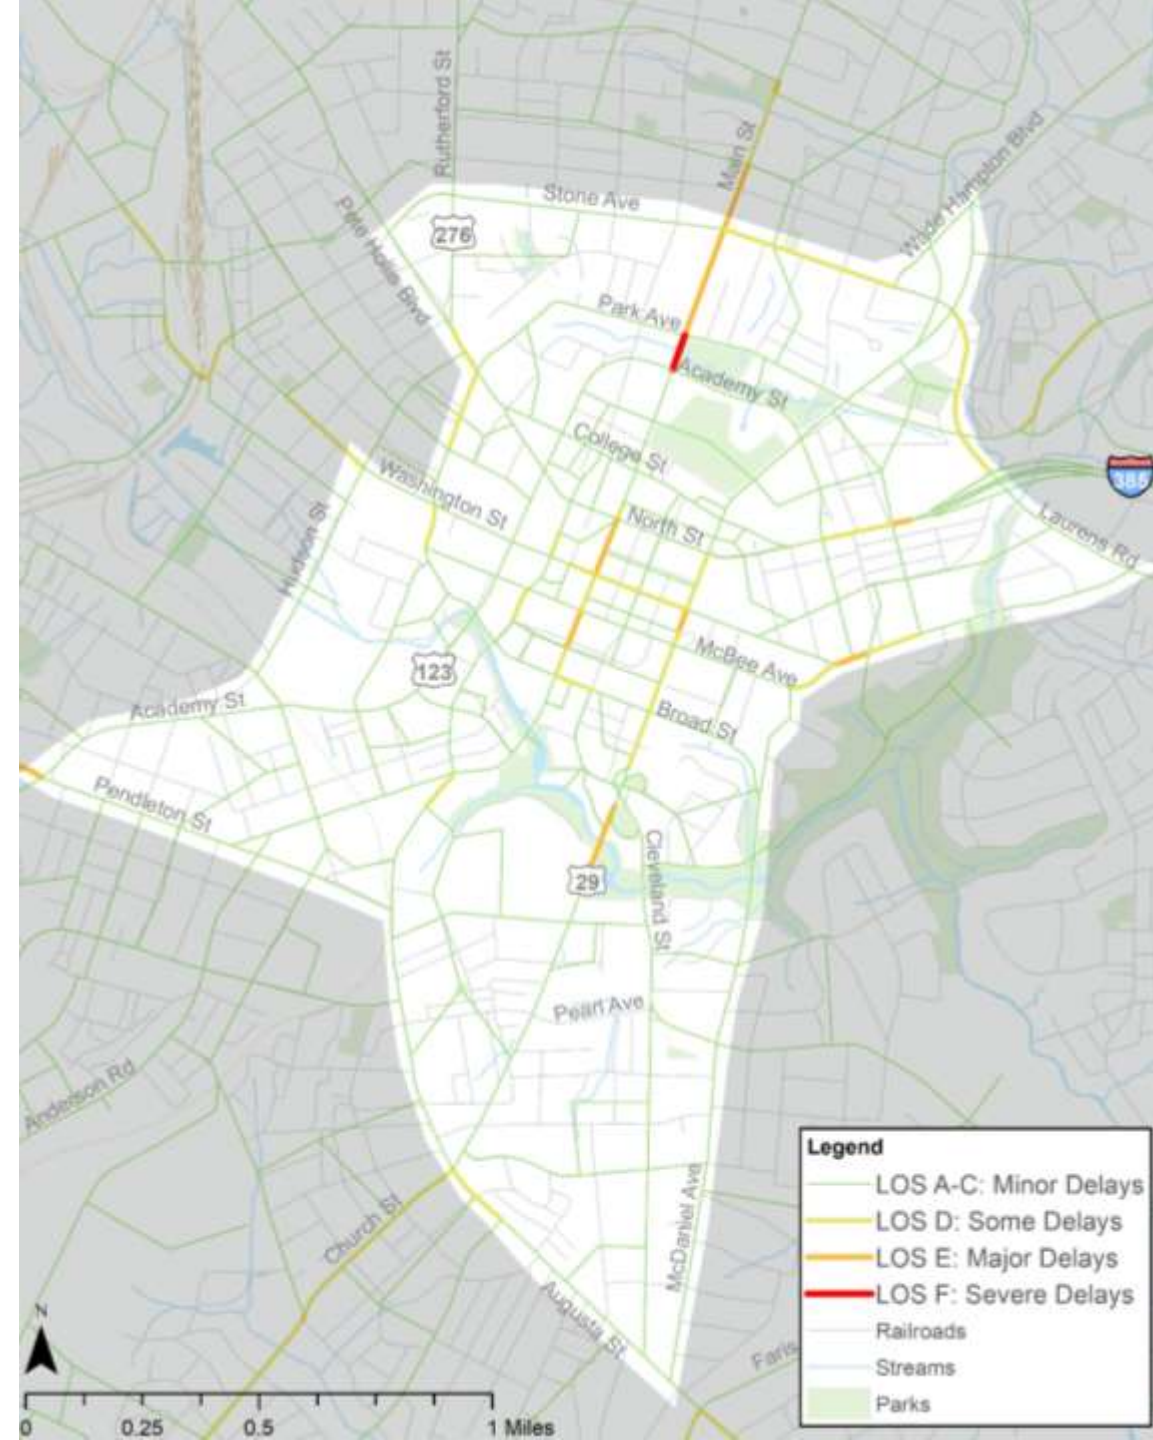 Rutherford St
Main St
Wade Hampton Blvd
Stone Ave
Pete Hollis Blvd
276
Park Ave
Academy St
College St
385
Washington St
North St
Laurens Rd
Hudson St
McBee Ave
123
Academy St
Broad St
Pendleton St
Cleveland St
29
Pearl Ave
Anderson Rd
McDaniel Ave
Church St
Augusta St
Faris
Legend
LOS A-C: Minor Delays
LOS D: Some Delays
LOS E: Major Delays
LOS F: Severe Delays
Railroads
Streams
Parks
N
0 0.25 0.5 1 Miles